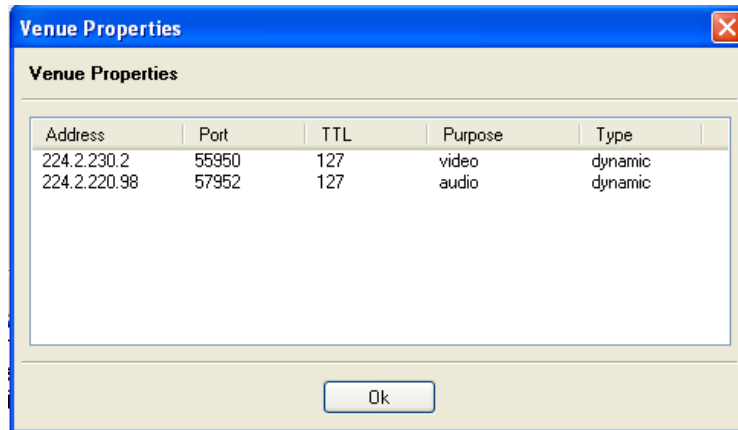 Venue Properties
Venue Properties
Address Port TTL Purpose Type
224.2.230.2 55950 127 video dynamic
224.2.220.98 57952 127 audio dynamic
Ok